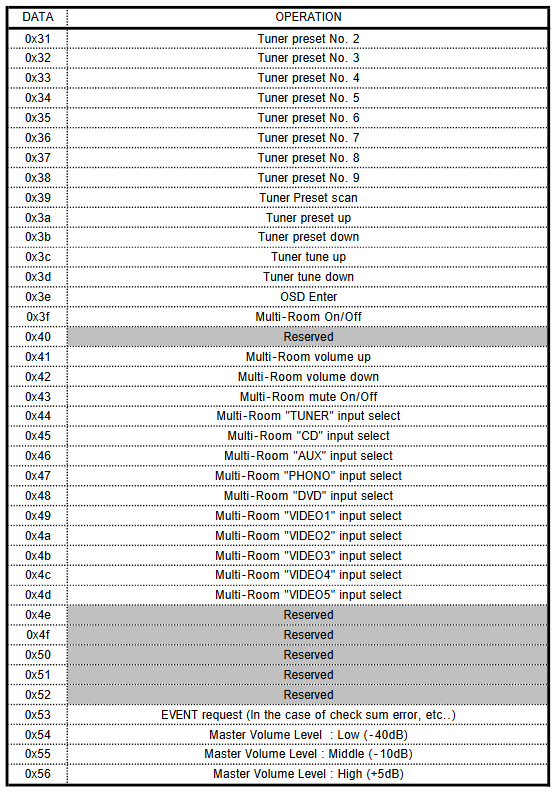 DATA OPERATION
0x31 Tuner preset No. 2
0x32 Tuner preset No. 3
0x33 Tuner preset No. 4
0x34 Tuner preset No. 5
0x35 Tuner preset No. 6
0x36 Tuner preset No. 7
0x37 Tuner preset No. 8
0x38 Tuner preset No. 9
0x39 Tuner Preset scan
0x3a Tuner preset up
0x3b Tuner preset down
0x3c Tuner tune up
0x3d Tuner tune down
0x3e OSD Enter
0x3f Multi-Room On/Off
0x40 Reserved
0x41 Multi-Room volume up
0x42 Multi-Room volume down
0x43 Multi-Room mute On/Off
0x44 Multi-Room "TUNER" input select
0x45 Multi-Room "CD" input select
0x46 Multi-Room "AUX" input select
0x47 Multi-Room "PHONO" input select
0x48 Multi-Room "DVD" input select
0x49 Multi-Room "VIDEO1" input select
0x4a Multi-Room "VIDEO2" input select
0x4b Multi-Room "VIDEO3" input select
0x4c Multi-Room "VIDEO4" input select
0x4d Multi-Room "VIDEO5" input select
0x4e Reserved
0x4f Reserved
0x50 Reserved
0x51 Reserved
0x52 Reserved
0x53 EVENT request (In the case of check sum error, etc..)
0x54 Master Volume Level : Low (-40dB)
0x55 Master Volume Level : Middle (-10dB)
0x56 Master Volume Level : High (+5dB)